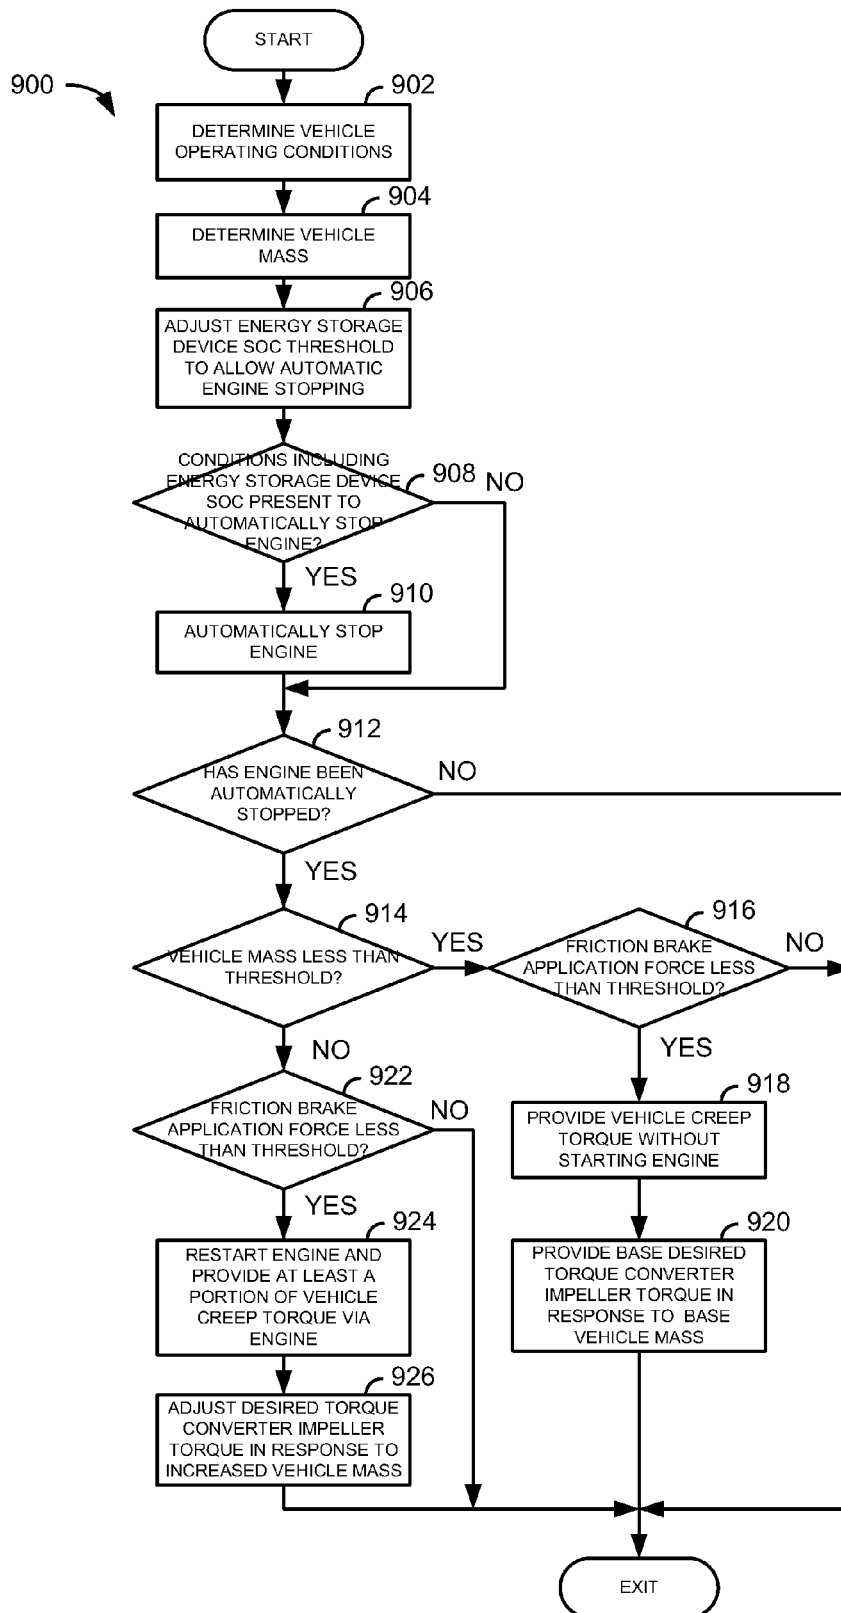 START
900
902
DETERMINE VEHICLE
OPERATING CONDITIONS
904
DETERMINE VEHICLE
MASS
906
ADJUST ENERGY STORAGE
DEVICE SOC THRESHOLD
TO ALLOW AUTOMATIC
ENGINE STOPPING
908
CONDITIONS INCLUDING
ENERGY STORAGE DEVICE
SOC PRESENT TO
AUTOMATICALLY STOP
ENGINE?
NO
YES
910
AUTOMATICALLY STOP
ENGINE
912
HAS ENGINE BEEN
AUTOMATICALLY
STOPPED?
NO
YES
914
VEHICLE MASS LESS THAN
THRESHOLD?
YES
916
FRICTION BRAKE
APPLICATION FORCE LESS
THAN THRESHOLD?
NO
YES
NO
918
PROVIDE VEHICLE CREEP
TORQUE WITHOUT
STARTING ENGINE
920
PROVIDE BASE DESIRED
TORQUE CONVERTER
IMPELLER TORQUE IN
RESPONSE TO BASE
VEHICLE MASS
922
FRICTION BRAKE
APPLICATION FORCE LESS
THAN THRESHOLD?
NO
YES
924
RESTART ENGINE AND
PROVIDE AT LEAST A
PORTION OF VEHICLE
CREEP TORQUE VIA
ENGINE
926
ADJUST DESIRED TORQUE
CONVERTER IMPELLER
TORQUE IN RESPONSE TO
INCREASED VEHICLE MASS
EXIT